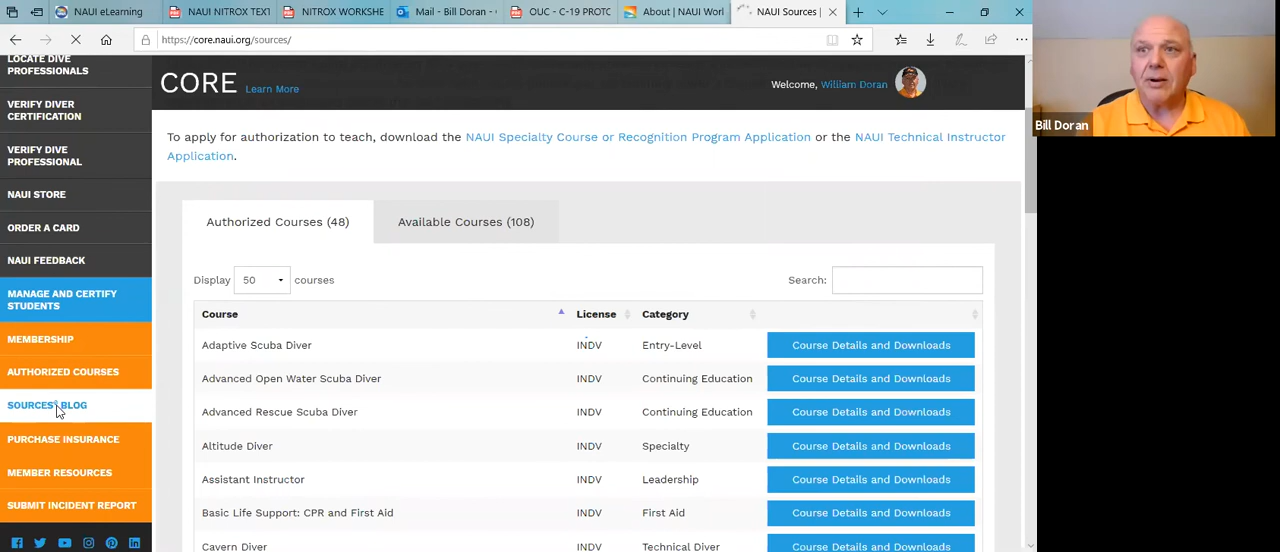 NAUI eLearning
NAUI NITROX TEXT
NITROX WORKSHE
Mail - Bill Doran -
OUC - C-19 PROTO
About | NAUI Worl
NAUI Sources |
https://core.naui.org/sources/
LOCATE DIVE
PROFESSIONALS
VERIFY DIVER
CERTIFICATION
VERIFY DIVE
PROFESSIONAL
NAUI STORE
ORDER A CARD
NAUI FEEDBACK
MANAGE AND CERTIFY
STUDENTS
MEMBERSHIP
AUTHORIZED COURSES
SOURCES® BLOG
PURCHASE INSURANCE
MEMBER RESOURCES
SUBMIT INCIDENT REPORT
CORE Learn More
Welcome, William Doran
To apply for authorization to teach, download the NAUI Specialty Course or Recognition Program Application or the NAUI Technical Instructor
Application.
Authorized Courses (48)
Available Courses (108)
Display 50 courses
Search:
Course License Category
Adaptive Scuba Diver INDV Entry-Level Course Details and Downloads
Advanced Open Water Scuba Diver INDV Continuing Education Course Details and Downloads
Advanced Rescue Scuba Diver INDV Continuing Education Course Details and Downloads
Altitude Diver INDV Specialty Course Details and Downloads
Assistant Instructor INDV Leadership Course Details and Downloads
Basic Life Support: CPR and First Aid INDV First Aid Course Details and Downloads
Cavern Diver INDV Technical Diver Course Details and Downloads
Bill Doran